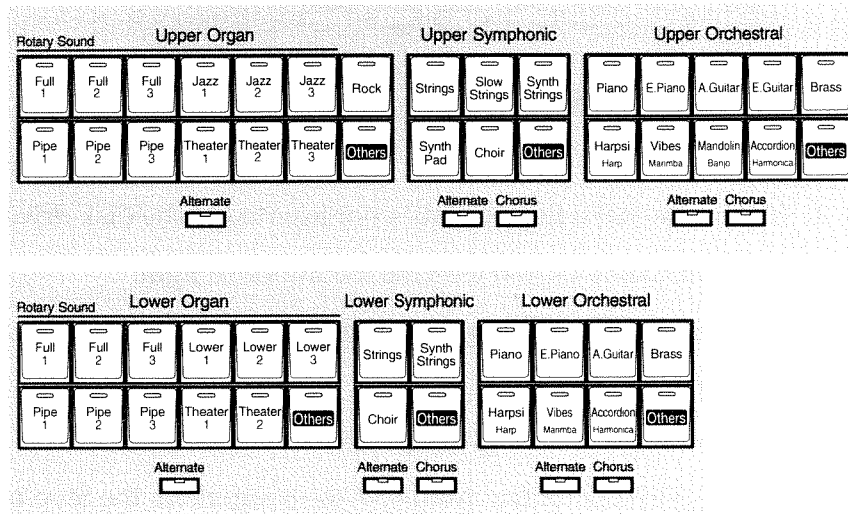 Rotary Sound Upper Organ Upper Symphonic Upper Orchestral
Full 1 Full 2 Full 3 Jazz 1 Jazz 2 Jazz 3 Rock Strings Slow Strings Synth Strings Piano E.Piano A.Guitar E.Guitar Brass
Pipe 1 Pipe 2 Pipe 3 Theater 1 Theater 2 Theater 3 Others Synth Pad Choir Others Harpsi Harp Vibes Marimba Mandolin Banjo Accordion Harmonica Others
Alternate Alternate Chorus Alternate Chorus
Rotary Sound Lower Organ Lower Symphonic Lower Orchestral
Full 1 Full 2 Full 3 Lower 1 Lower 2 Lower 3 Strings Synth Strings Piano E.Piano A.Guitar Brass
Pipe 1 Pipe 2 Pipe 3 Theater 1 Theater 2 Others Choir Others Harpsi Harp Vibes Marimba Accordion Harmonica Others
Alternate Alternate Chorus Alternate Chorus